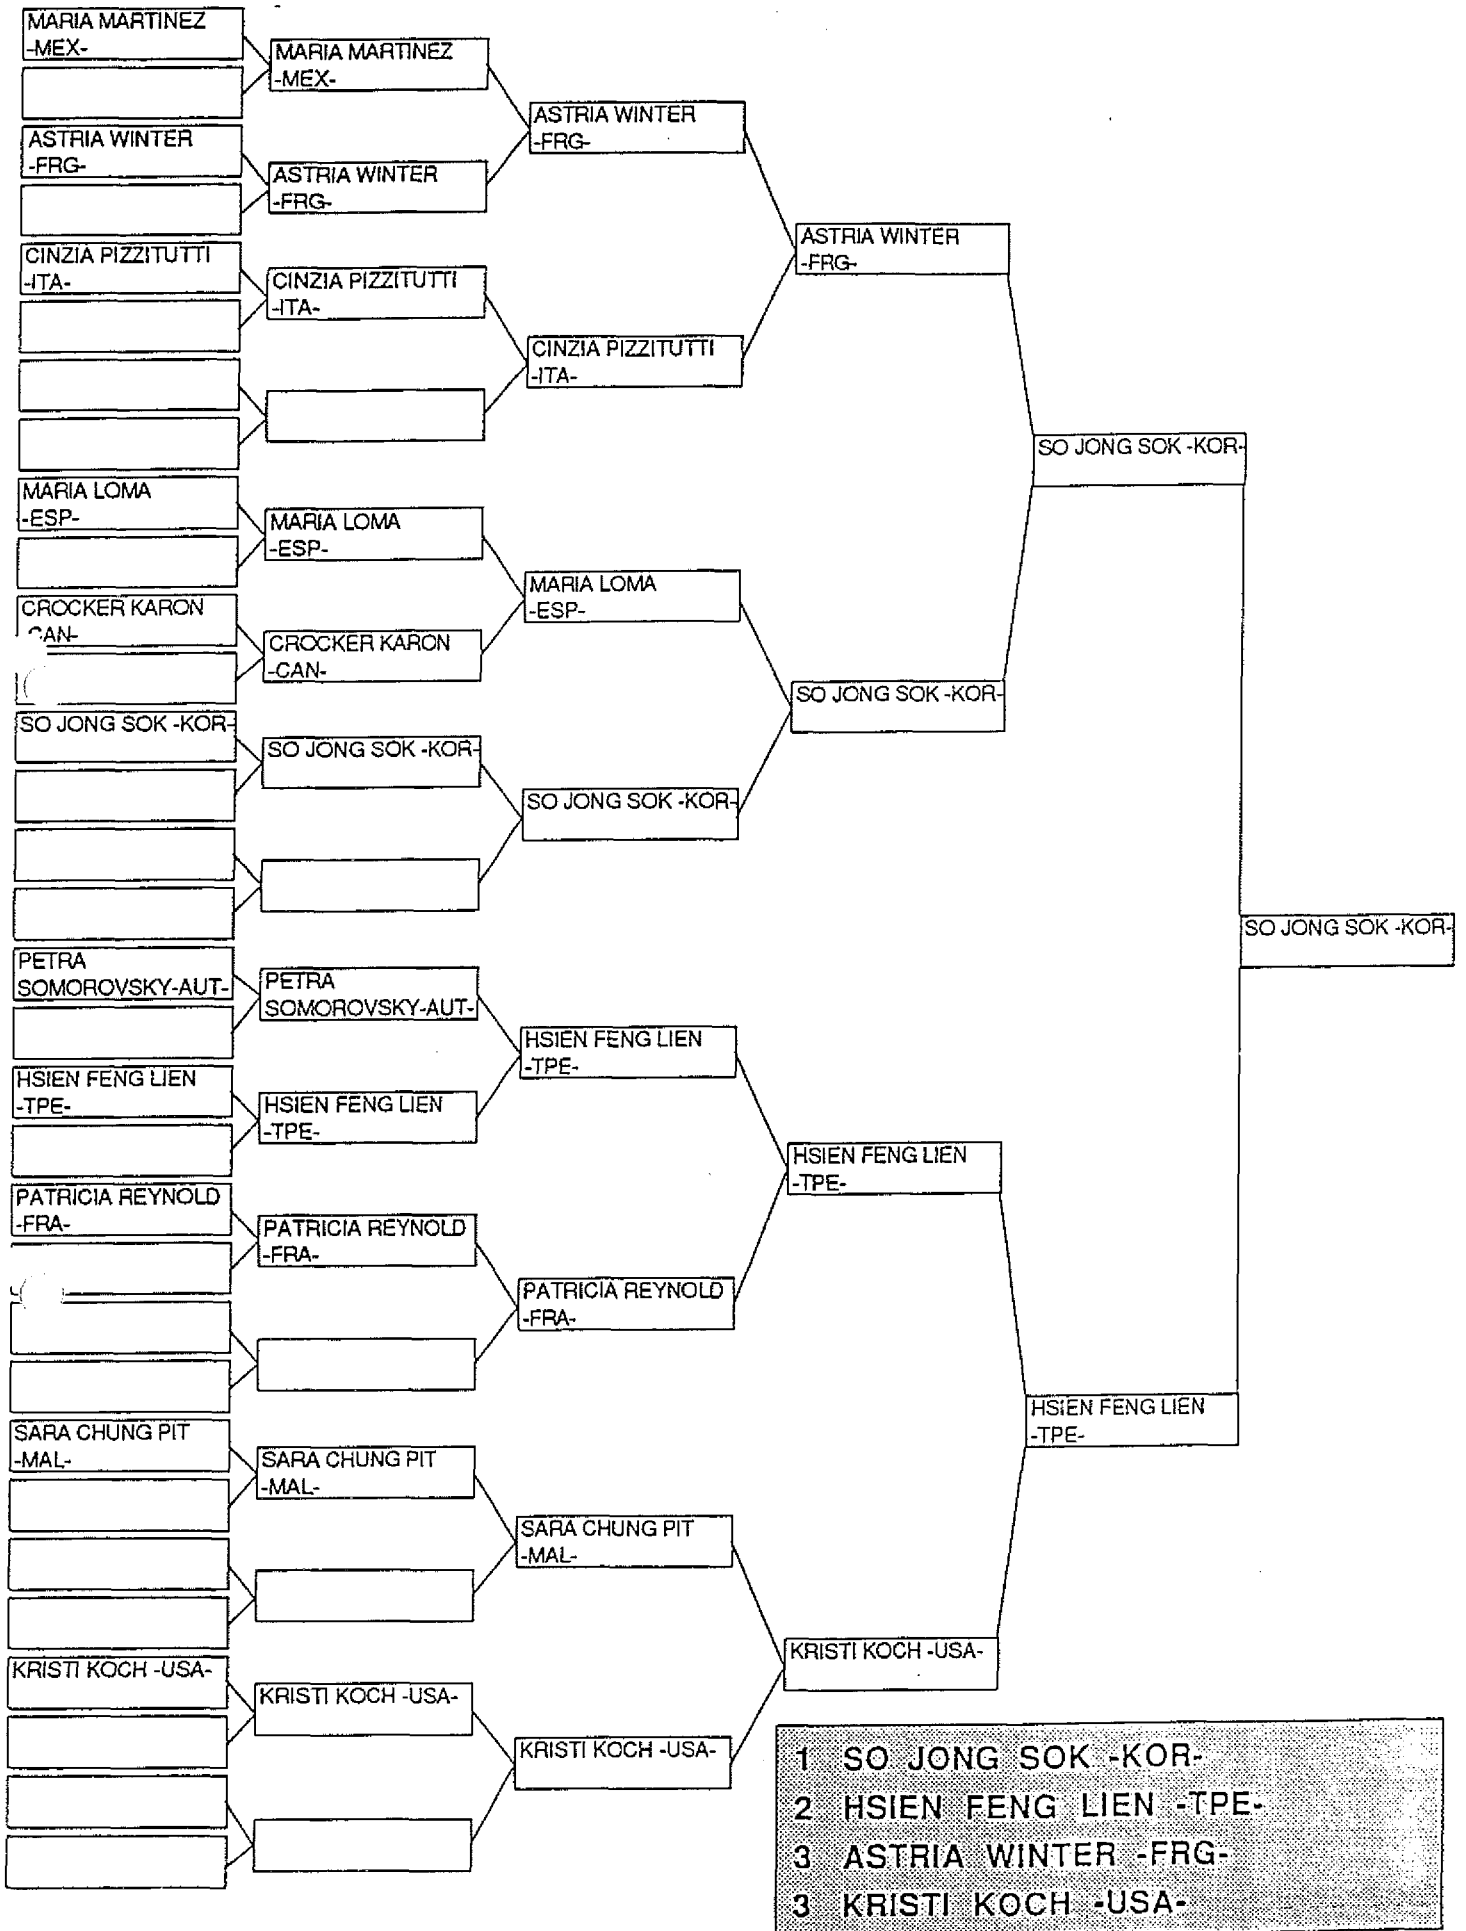 MARIA MARTINEZ
-MEX-
ASTRIA WINTER
-FRG-
CINZIA PIZZITUTTI
-ITA-
MARIA LOMA
-ESP-
CROCKER KARON
CAN-
SO JONG SOK -KOR-
PETRA
SOMOROVSKY-AUT-
HSIEN FENG LIEN
-TPE-
PATRICIA REYNOLD
-FRA-
SARA CHUNG PIT
-MAL-
KRISTI KOCH -USA-
MARIA MARTINEZ
-MEX-
ASTRIA WINTER
-FRG-
CINZIA PIZZITUTTI
-ITA-
MARIA LOMA
-ESP-
CROCKER KARON
-CAN-
SO JONG SOK -KOR-
PETRA
SOMOROVSKY-AUT-
HSIEN FENG LIEN
-TPE-
PATRICIA REYNOLD
-FRA-
SARA CHUNG PIT
-MAL-
KRISTI KOCH -USA-
ASTRIA WINTER
-FRG-
CINZIA PIZZITUTTI
-ITA-
MARIA LOMA
-ESP-
SO JONG SOK -KOR-
HSIEN FENG LIEN
-TPE-
PATRICIA REYNOLD
-FRA-
SARA CHUNG PIT
-MAL-
KRISTI KOCH -USA-
ASTRIA WINTER
-FRG-
SO JONG SOK -KOR-
HSIEN FENG LIEN
-TPE-
KRISTI KOCH -USA-
SO JONG SOK -KOR-
HSIEN FENG LIEN
-TPE-
SO JONG SOK -KOR-
1 SO JONG SOK -KOR-
2 HSIEN FENG LIEN -TPE-
3 ASTRIA WINTER -FRG-
3 KRISTI KOCH -USA-